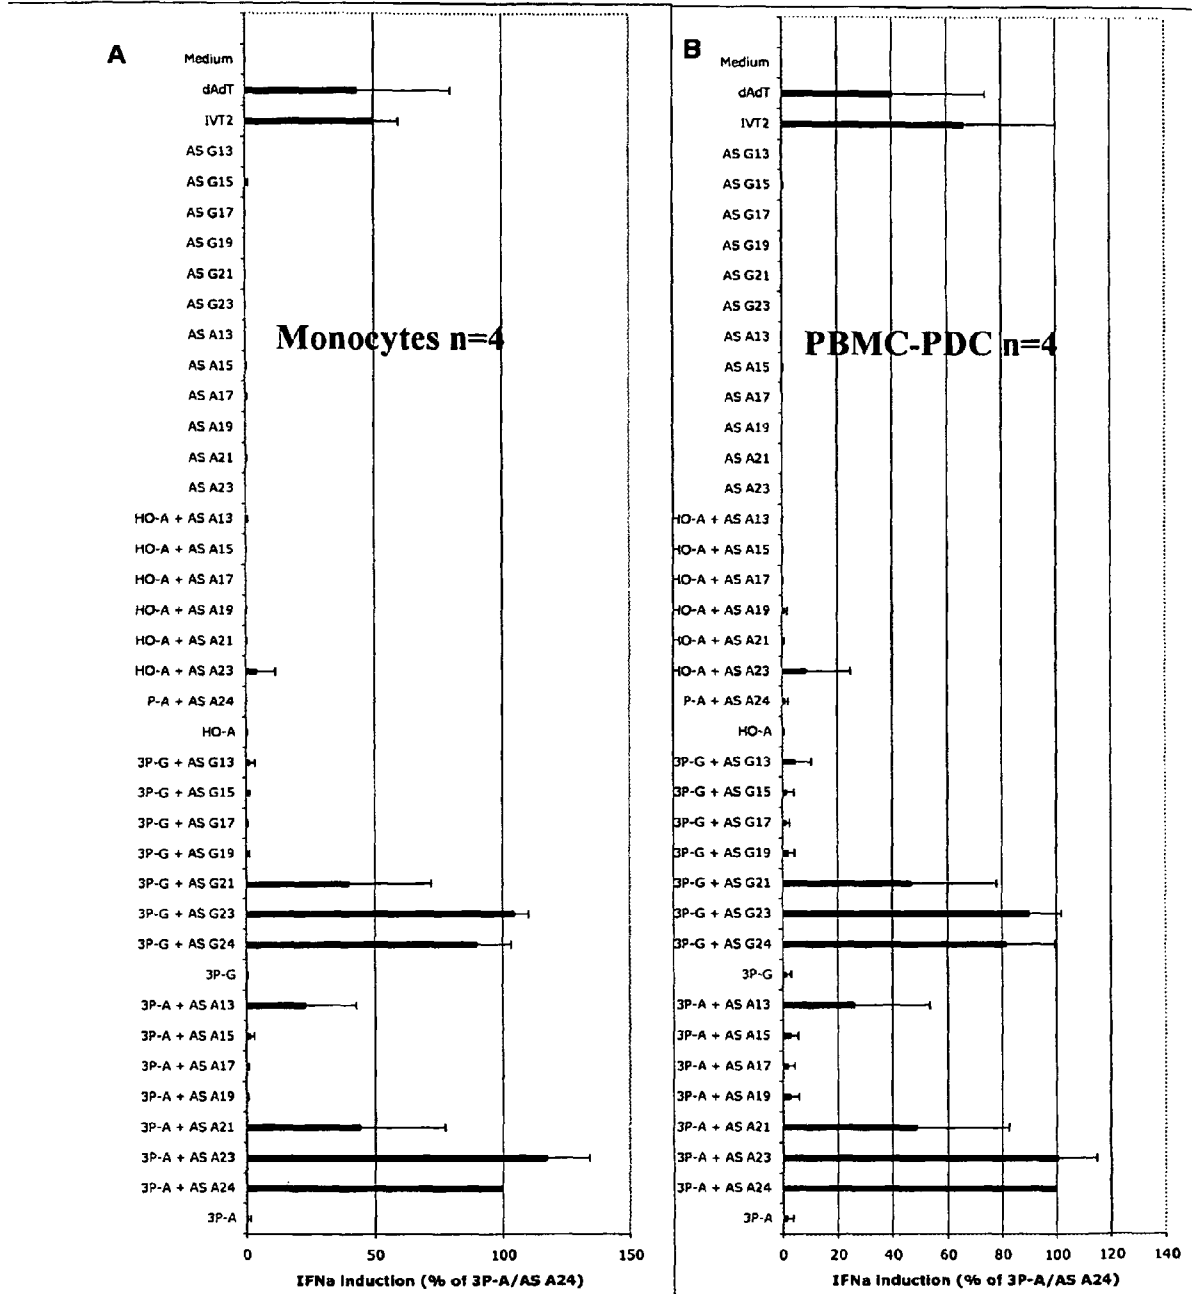 A
Medium
dAdT
IVT2
AS G13
AS G15
AS G17
AS G19
AS G21
AS G23
AS A13
AS A15
AS A17
AS A19
AS A21
AS A23
HO-A + AS A13
HO-A + AS A15
HO-A + AS A17
HO-A + AS A19
HO-A + AS A21
HO-A + AS A23
P-A + AS A24
HO-A
3P-G + AS G13
3P-G + AS G15
3P-G + AS G17
3P-G + AS G19
3P-G + AS G21
3P-G + AS G23
3P-G + AS G24
3P-G
3P-A + AS A13
3P-A + AS A15
3P-A + AS A17
3P-A + AS A19
3P-A + AS A21
3P-A + AS A23
3P-A + AS A24
3P-A
Monocytes n=4
0 50 100 150
IFNa induction (% of 3P-A/AS A24)
B
Medium
dAdT
IVT2
AS G13
AS G15
AS G17
AS G19
AS G21
AS G23
AS A13
AS A15
AS A17
AS A19
AS A21
AS A23
HO-A + AS A13
HO-A + AS A15
HO-A + AS A17
HO-A + AS A19
HO-A + AS A21
HO-A + AS A23
P-A + AS A24
HO-A
3P-G + AS G13
3P-G + AS G15
3P-G + AS G17
3P-G + AS G19
3P-G + AS G21
3P-G + AS G23
3P-G + AS G24
3P-G
3P-A + AS A13
3P-A + AS A15
3P-A + AS A17
3P-A + AS A19
3P-A + AS A21
3P-A + AS A23
3P-A + AS A24
3P-A
PBMC-PDC n=4
0 20 40 60 80 100 120 140
IFNa induction (% of 3P-A/AS A24)